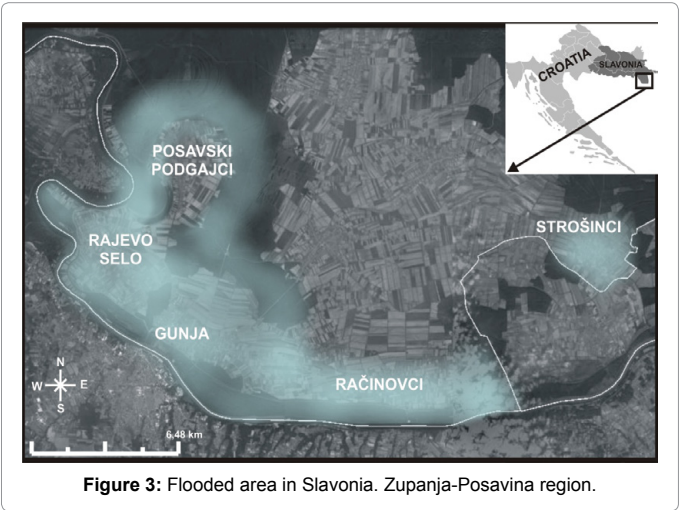 CROATIA
SLAVONIA
POSAVSKI
PODGAJCI
STROŠINCI
RAJEVO
SELO
GUNJA
RAČINOVCI
N
W E
S
6,48 km
Figure 3: Flooded area in Slavonia. Zupanja-Posavina region.